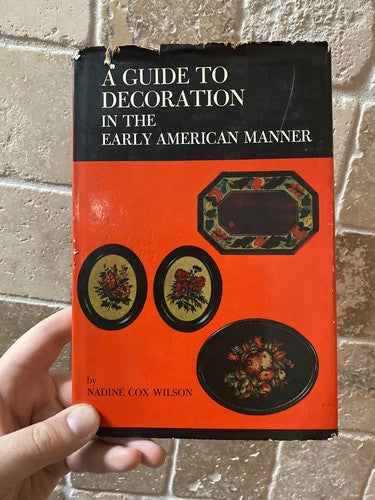 A GUIDE TO
DECORATION
IN THE
EARLY AMERICAN MANNER
by
NADINE COX WILSON